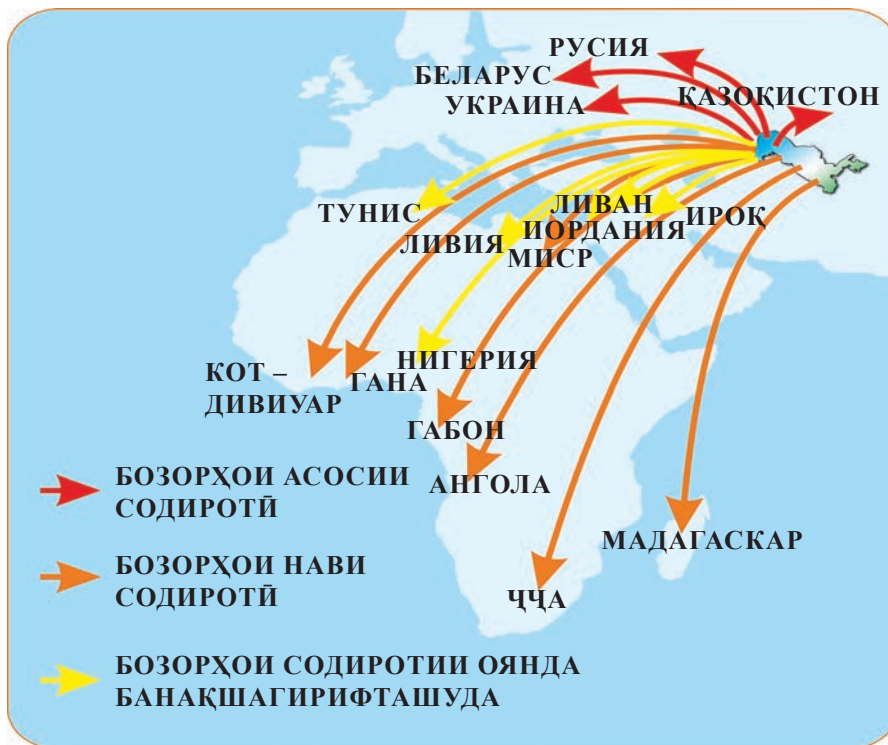 РУСИЯ
БЕЛАРУС
УКРАИНА
ҚАЗОҚИСТОН
ТУНИС
ЛИВИЯ
ЛИВАН
ИОРДАНИЯ
ИРОҚ
МИСР
КОТ –
ДИВИУАР
ГАНА
НИГЕРИЯ
ГАБОН
АНГОЛА
МАДАГАСКАР
ҶҶА
БОЗОРҲОИ АСОСИИ
СОДИРОТӢ
БОЗОРҲОИ НАВИ
СОДИРОТӢ
БОЗОРҲОИ СОДИРОТИИ ОЯНДА
БАНАҚШАГИРИФТАШУДА